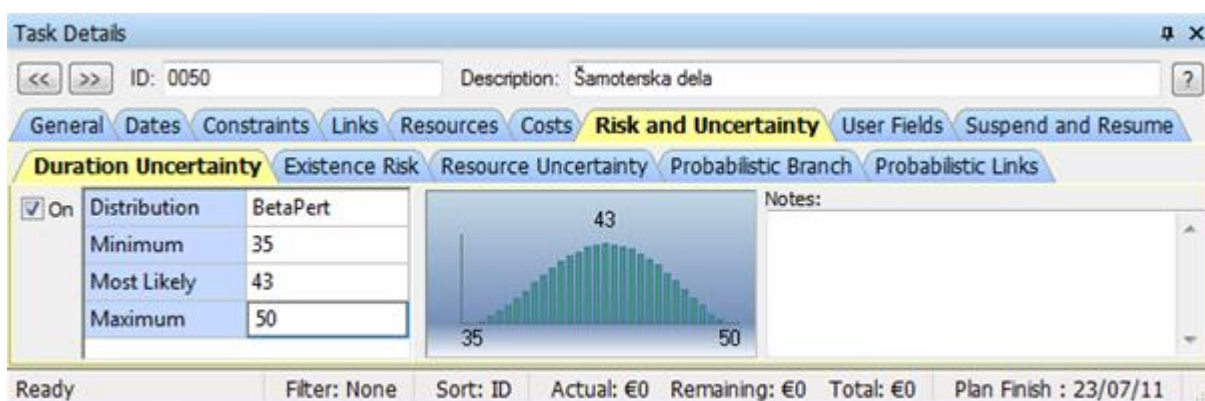 Task Details
<< >> ID: 0050 Description: Šamoterska dela ?
General Dates Constraints Links Resources Costs Risk and Uncertainty User Fields Suspend and Resume
Duration Uncertainty Existence Risk Resource Uncertainty Probabilistic Branch Probabilistic Links
On Distribution BetaPert
Minimum 35
Most Likely 43
Maximum 50
43
35 50
Notes:
Ready Filter: None Sort: ID Actual: €0 Remaining: €0 Total: €0 Plan Finish : 23/07/11